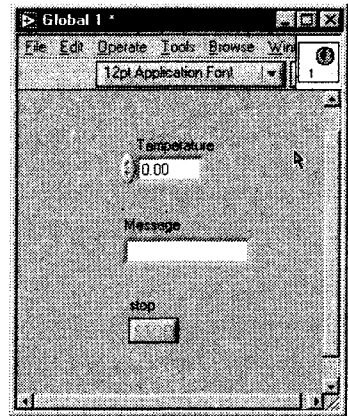 Global 1 *
File Edit Operate Tools Browse Win
12pt Application Font
1
Temperature
0.00
Message
stop